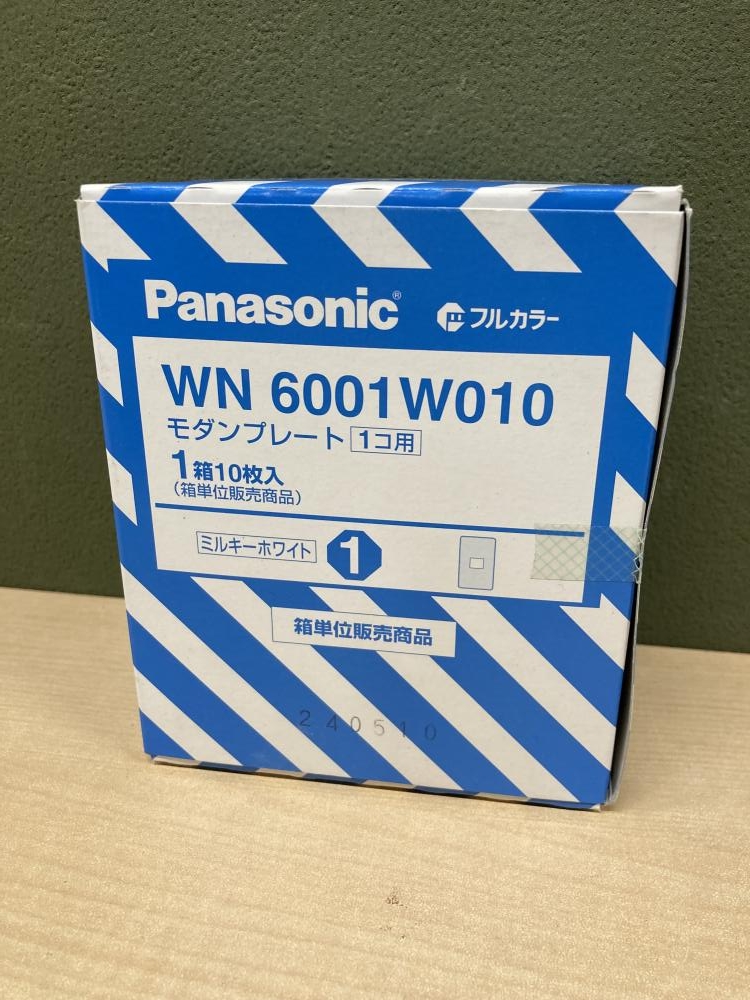 Panasonic® フルカラー
WN 6001W010
モダンプレート 1コ用
1箱10枚入
(箱単位販売商品)
ミルキーホワイト 1
箱単位販売商品
240510